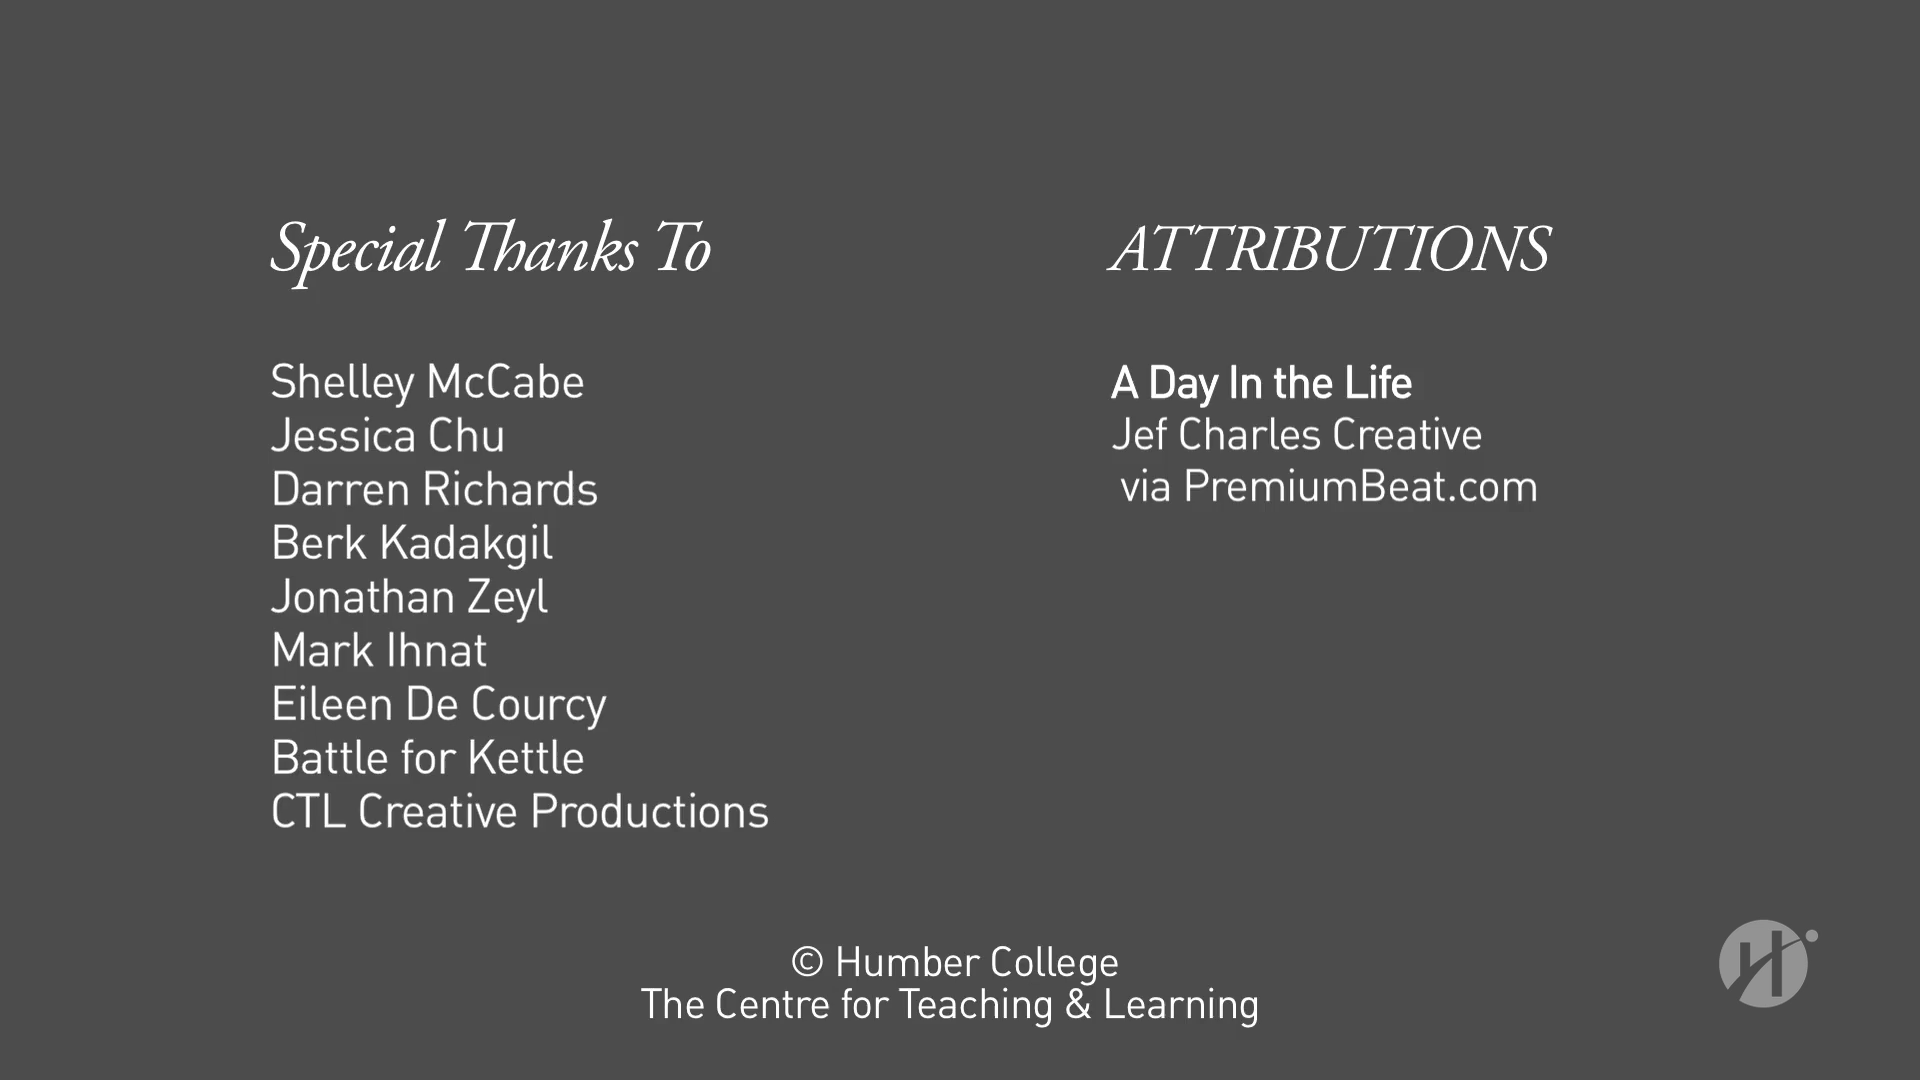 Special Thanks To
Shelley McCabe
Jessica Chu
Darren Richards
Berk Kadakgil
Jonathan Zeyl
Mark Ihnat
Eileen De Courcy
Battle for Kettle
CTL Creative Productions
ATTRIBUTIONS
A Day In the Life
Jef Charles Creative
via PremiumBeat.com
© Humber College
The Centre for Teaching & Learning